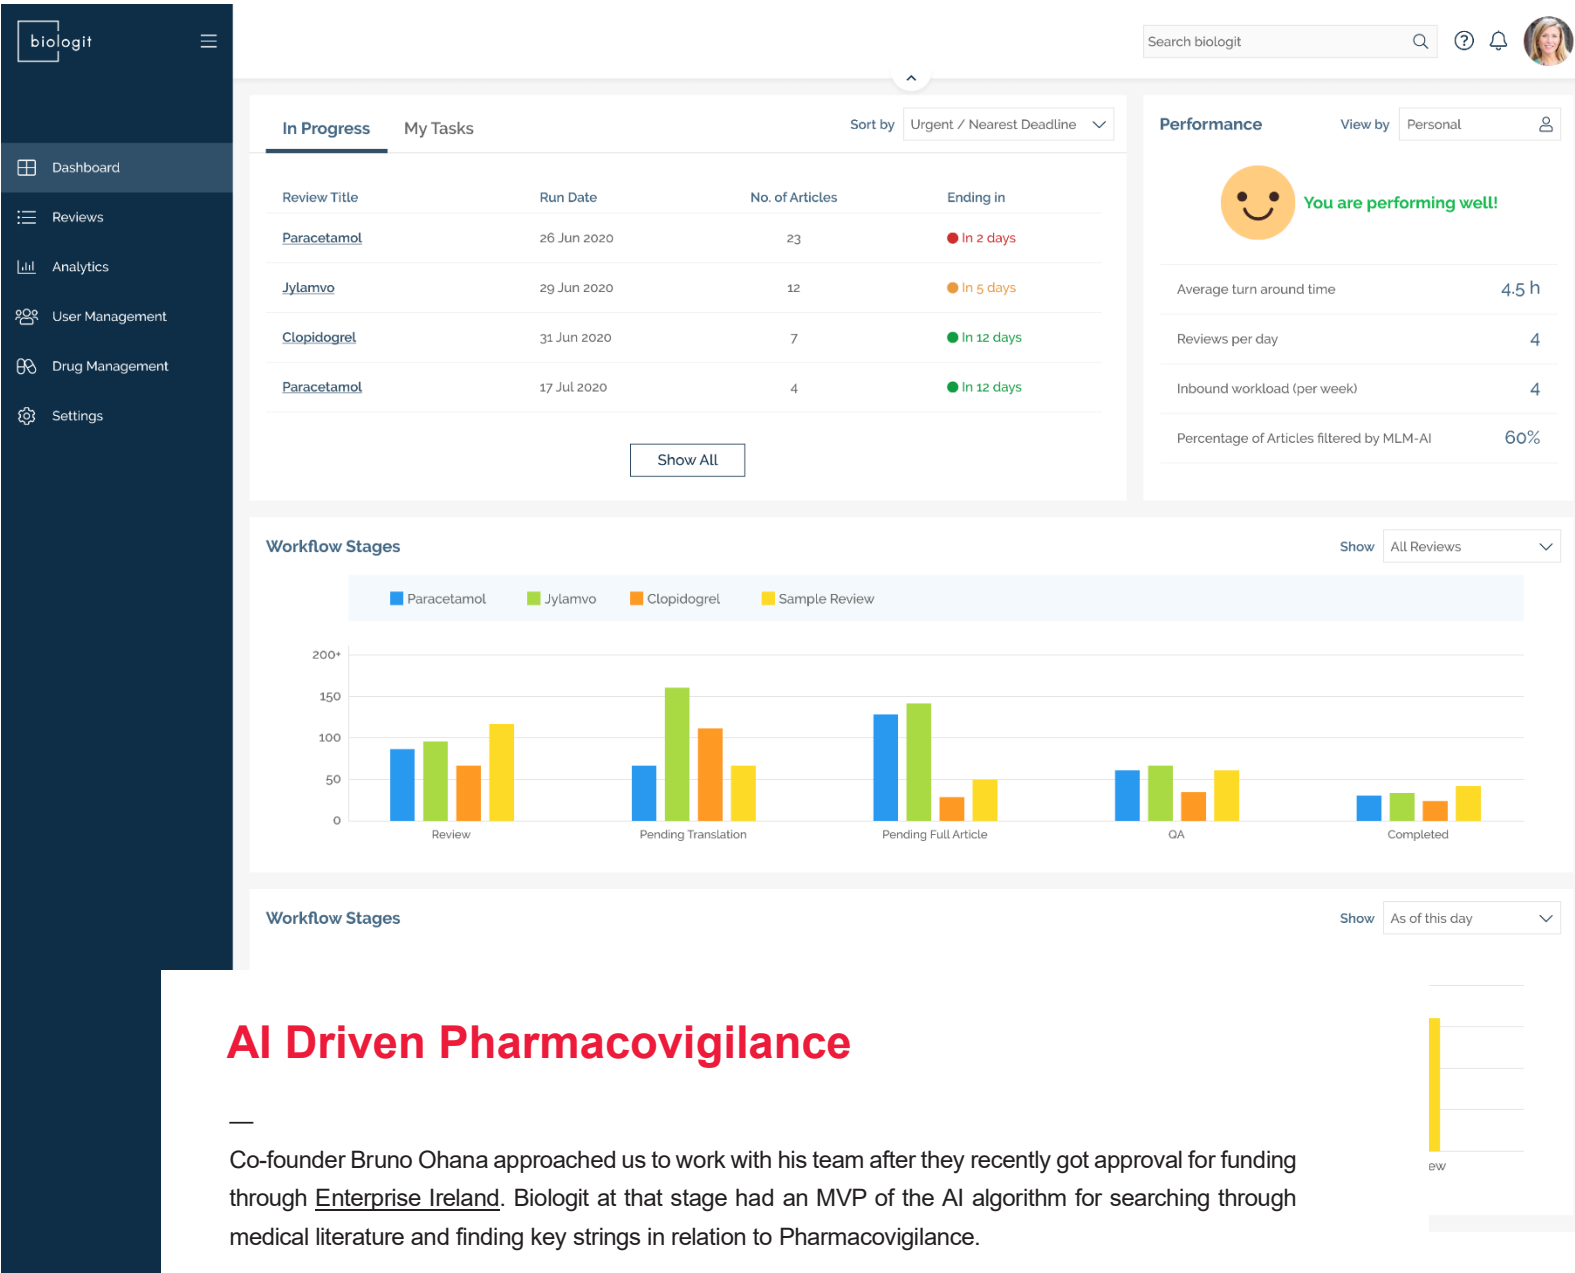 biologit
Search biologit
In Progress My Tasks Sort by Urgent / Nearest Deadline
Review Title Run Date No. of Articles Ending in
Paracetamol 26 Jun 2020 23 In 2 days
Jylamvo 29 Jun 2020 12 In 5 days
Clopidogrel 31 Jun 2020 7 In 12 days
Paracetamol 17 Jul 2020 4 In 12 days
Show All
Performance View by Personal
You are performing well!
Average turn around time 4.5 h
Reviews per day 4
Inbound workload (per week) 4
Percentage of Articles filtered by MLM-AI 60%
Dashboard
Reviews
Analytics
User Management
Drug Management
Settings
Workflow Stages Show All Reviews
Paracetamol Jylamvo Clopidogrel Sample Review
200+
150
100
50
0
Review Pending Translation Pending Full Article QA Completed
Workflow Stages Show As of this day
ew
AI Driven Pharmacovigilance
—
Co-founder Bruno Ohana approached us to work with his team after they recently got approval for funding
through Enterprise Ireland. Biologit at that stage had an MVP of the AI algorithm for searching through
medical literature and finding key strings in relation to Pharmacovigilance.